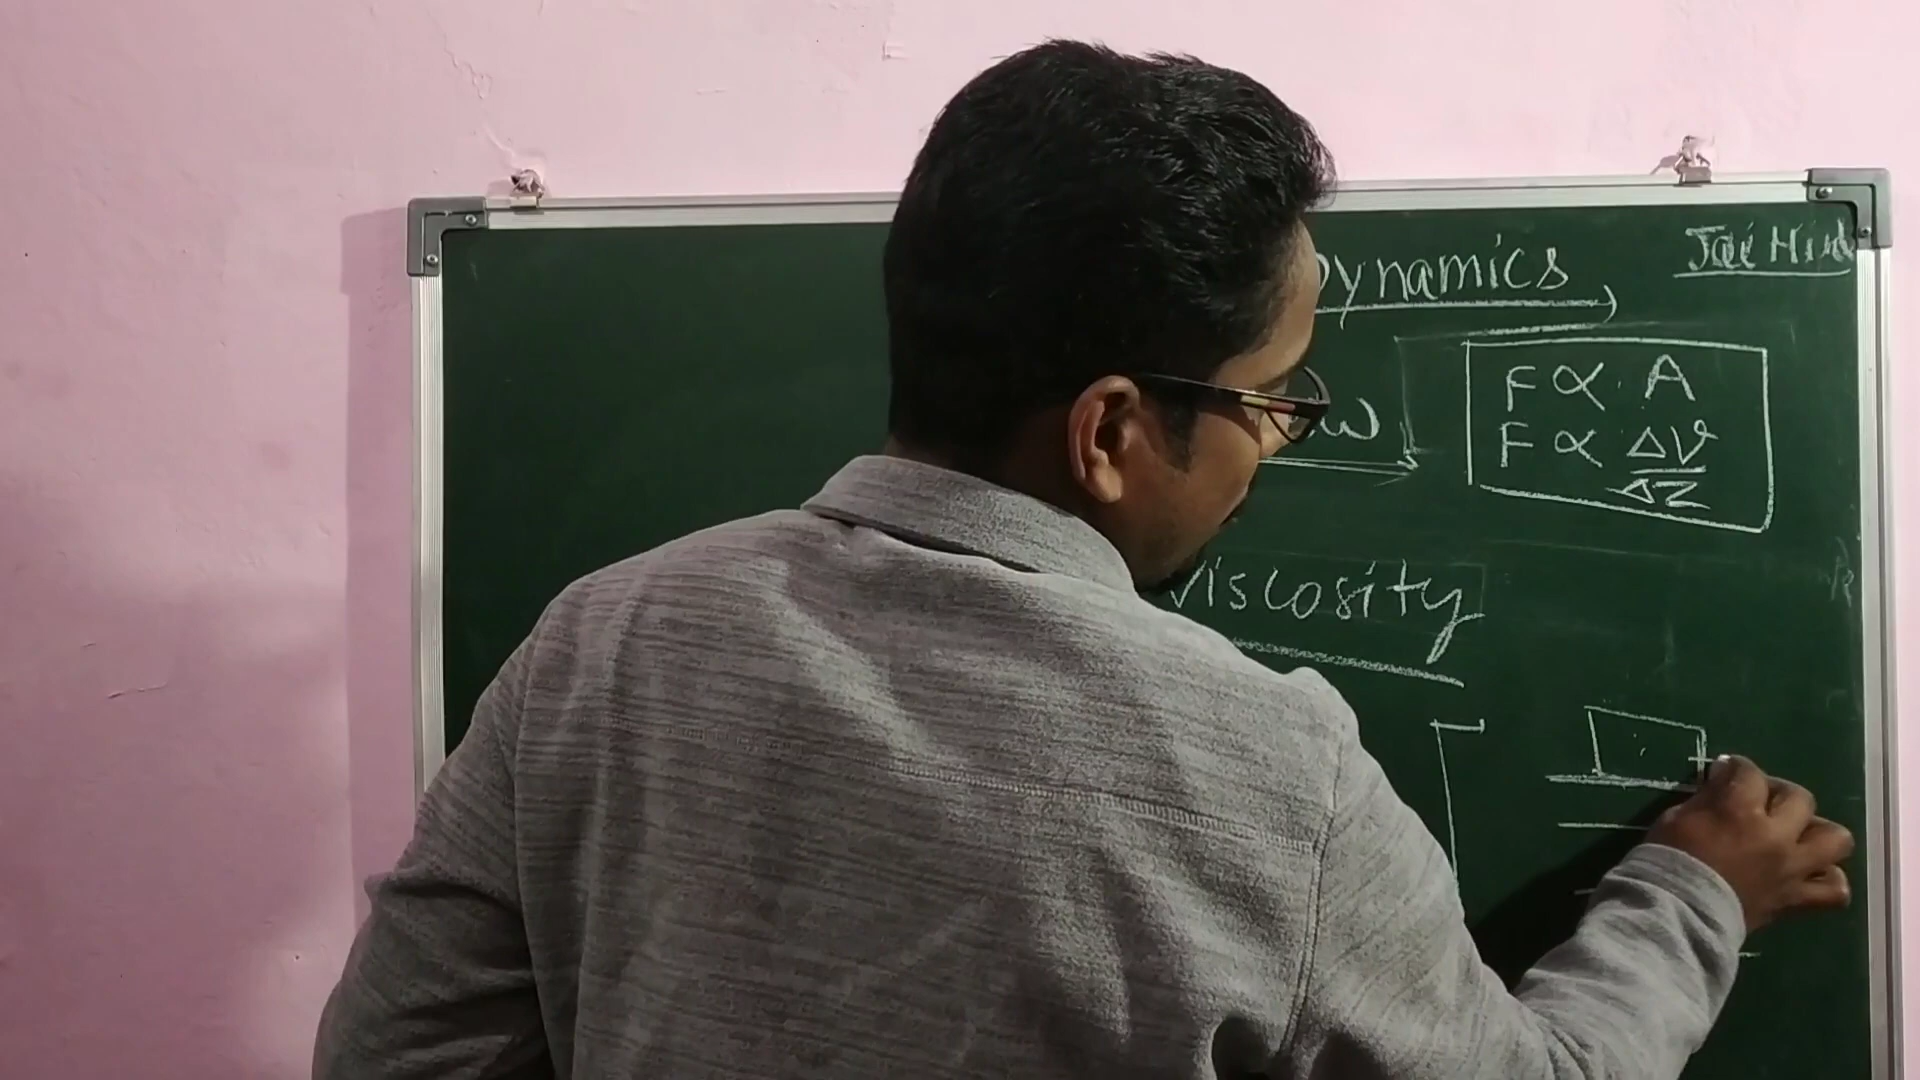 Jai Hind
Dynamics
F ∝ A
F ∝ ΔV
ΔZ
Viscosity